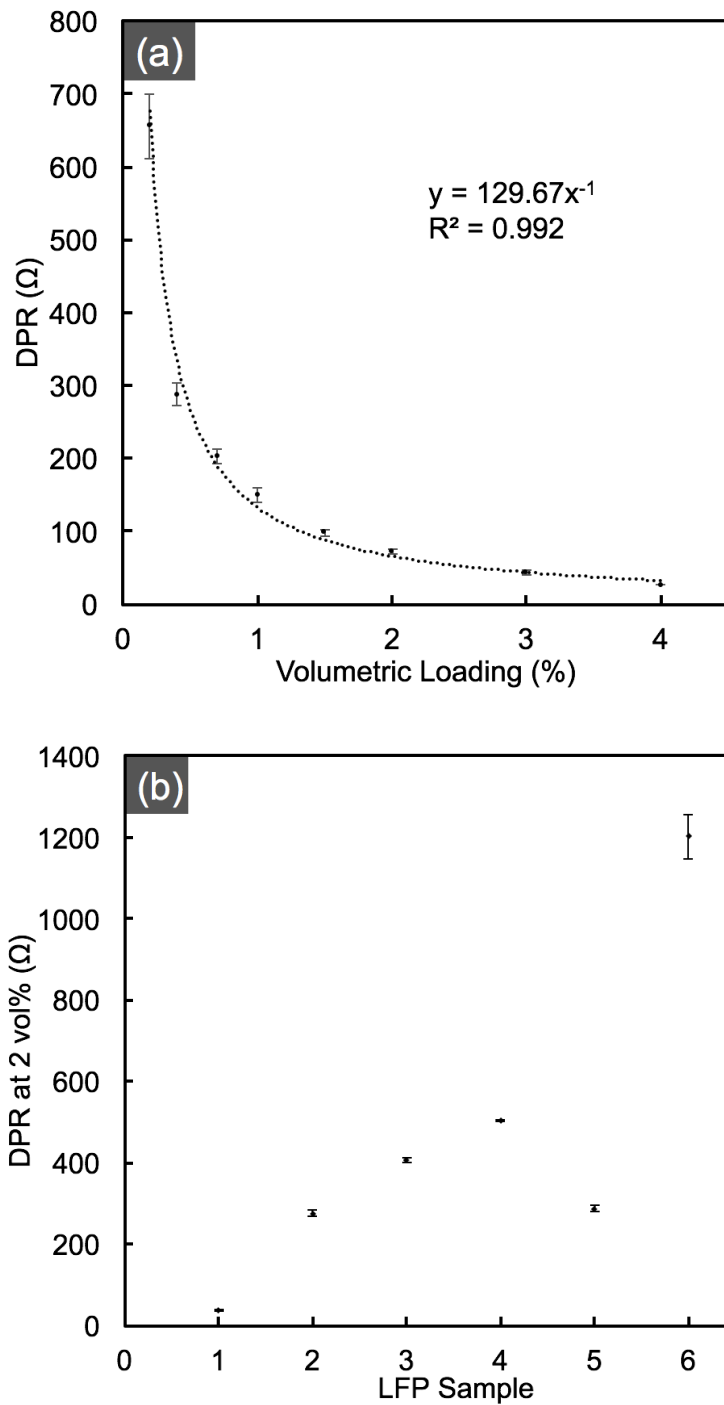 (a)
800
700
600
500
400
300
200
100
0
DPR (Ω)
y = 129.67x⁻¹
R² = 0.992
0 1 2 3 4
Volumetric Loading (%)
(b)
1400
1200
1000
800
600
400
200
0
DPR at 2 vol% (Ω)
0 1 2 3 4 5 6
LFP Sample